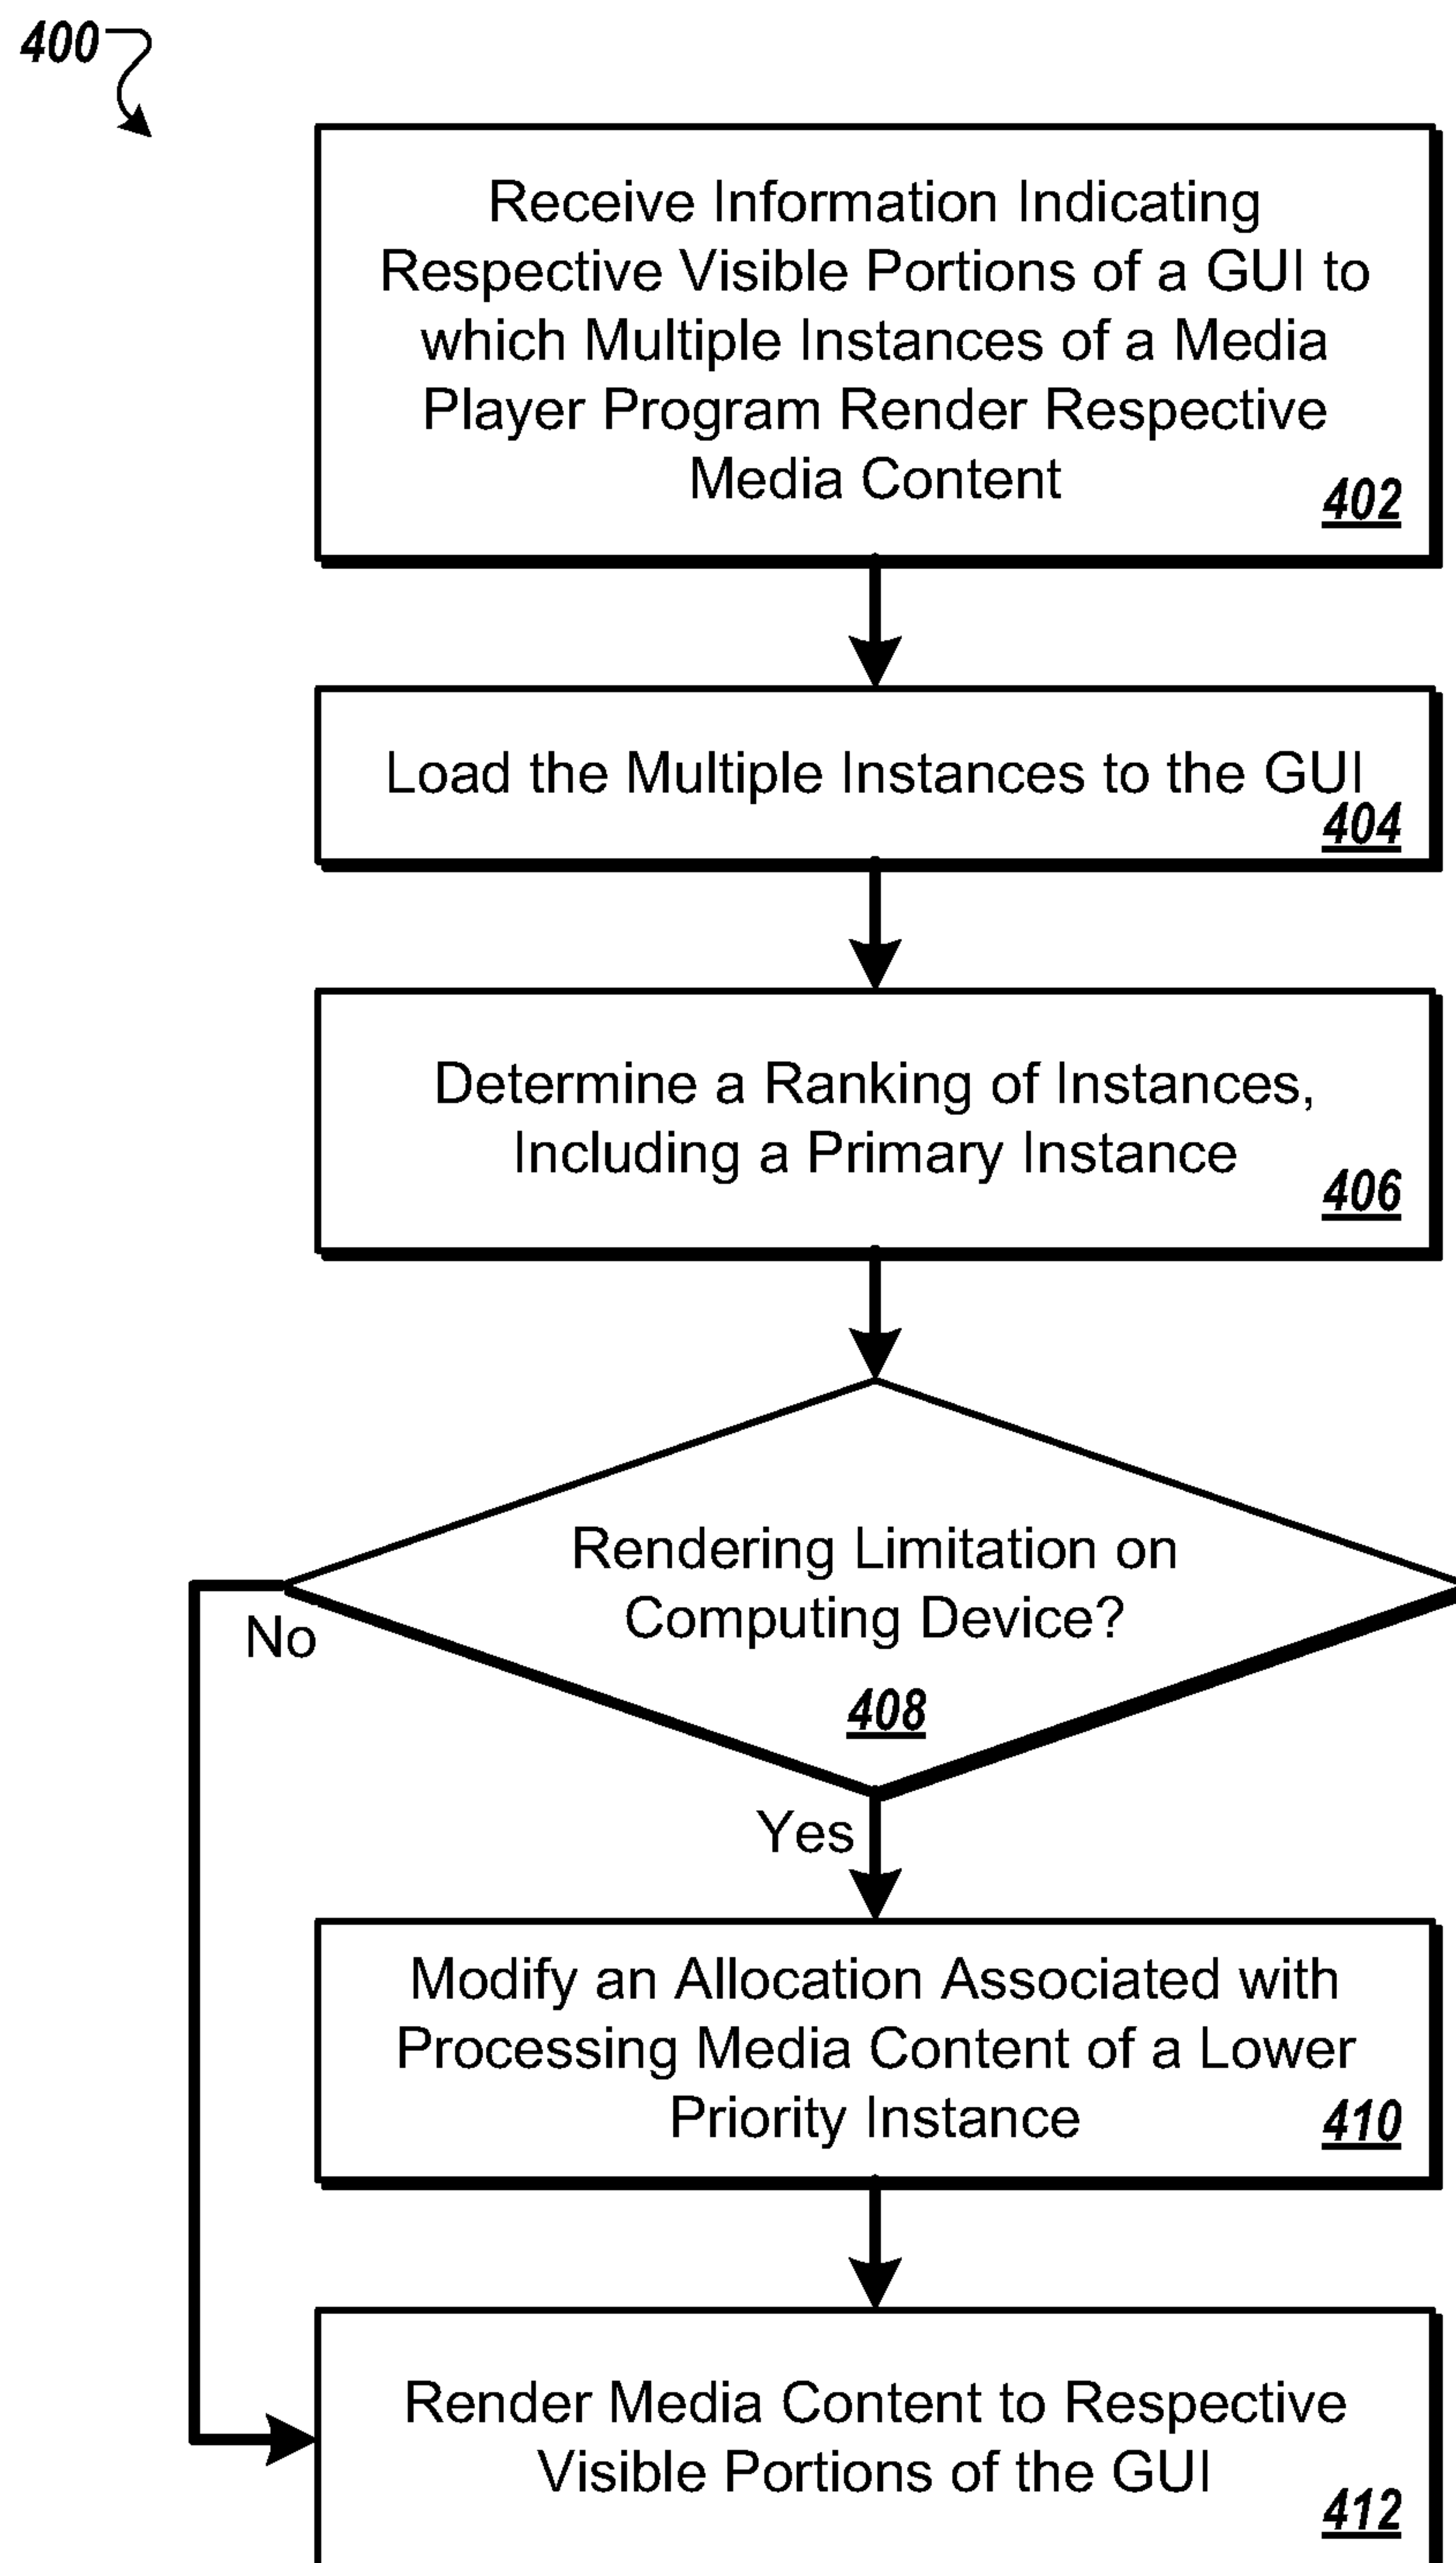 400
Receive Information Indicating
Respective Visible Portions of a GUI to
which Multiple Instances of a Media
Player Program Render Respective
Media Content
402
Load the Multiple Instances to the GUI
404
Determine a Ranking of Instances,
Including a Primary Instance
406
Rendering Limitation on
Computing Device?
408
No
Yes
Modify an Allocation Associated with
Processing Media Content of a Lower
Priority Instance
410
Render Media Content to Respective
Visible Portions of the GUI
412